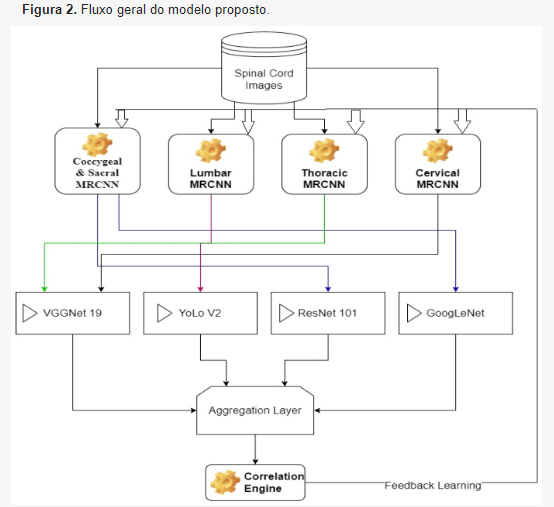 Figura 2. Fluxo geral do modelo proposto.
Spinal Cord
Images
Coccygeal
& Sacral
MRCNN
Lumbar
MRCNN
Thoracic
MRCNN
Cervical
MRCNN
VGGNet 19
YoLo V2
ResNet 101
GoogLeNet
Aggregation Layer
Correlation
Engine
Feedback Learning